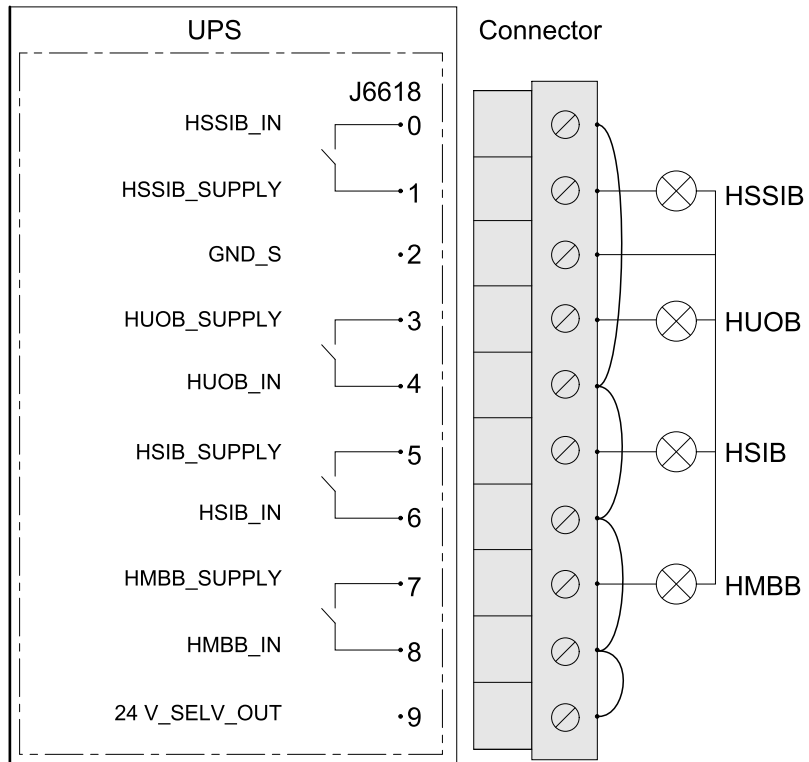 UPS
Connector
J6618
HSSIB_IN
0
HSSIB_SUPPLY
1
HSSIB
GND_S
2
HUOB_SUPPLY
3
HUOB
HUOB_IN
4
HSIB_SUPPLY
5
HSIB
HSIB_IN
6
HMBB_SUPPLY
7
HMBB
HMBB_IN
8
24 V_SELV_OUT
9